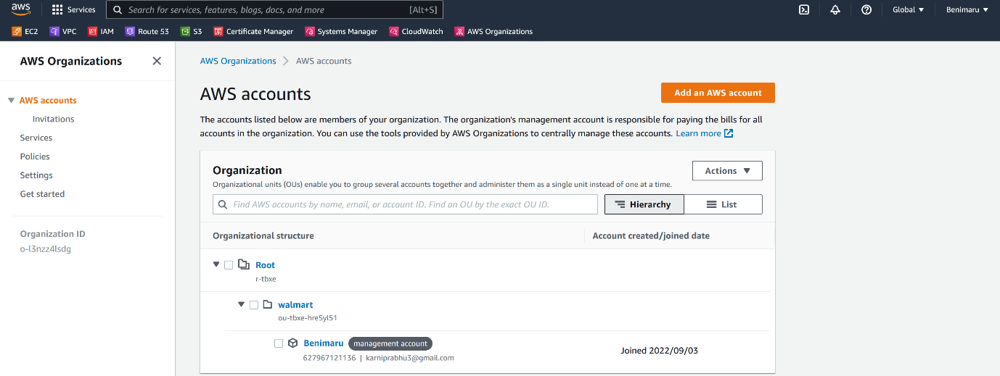 aws
Services
Search for services, features, blogs, docs, and more [Alt+S]
Global ▼
Benimaru ▼
EC2
VPC
IAM
Route 53
S3
Certificate Manager
Systems Manager
CloudWatch
AWS Organizations
AWS Organizations
AWS accounts
Invitations
Services
Policies
Settings
Get started
Organization ID
o-l3nzz4lsdg
AWS Organizations > AWS accounts
AWS accounts
Add an AWS account
The accounts listed below are members of your organization. The organization's management account is responsible for paying the bills for all
accounts in the organization. You can use the tools provided by AWS Organizations to centrally manage these accounts. Learn more
Organization
Actions ▼
Organizational units (OUs) enable you to group several accounts together and administer them as a single unit instead of one at a time.
Find AWS accounts by name, email, or account ID. Find an OU by the exact OU ID.
Hierarchy
List
Organizational structure
Account created/joined date
Root
r-tbxe
walmart
ou-tbxe-hre5yl51
Benimaru management account
627967121136 | karniprabhu3@gmail.com
Joined 2022/09/03